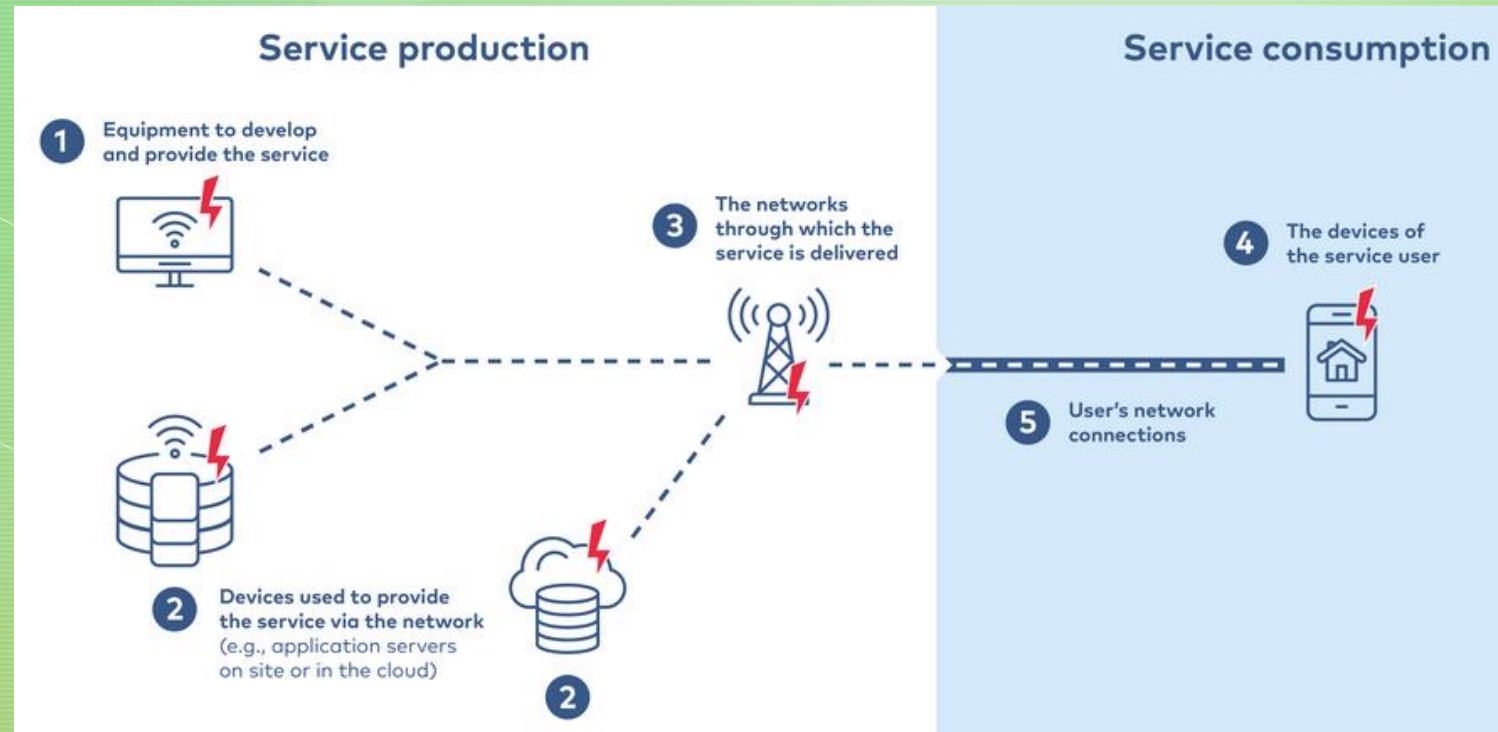 Service production
Service consumption
1
Equipment to develop
and provide the service
3
The networks
through which the
service is delivered
4
The devices of
the service user
5
User's network
connections
2
Devices used to provide
the service via the network
(e.g., application servers
on site or in the cloud)
2